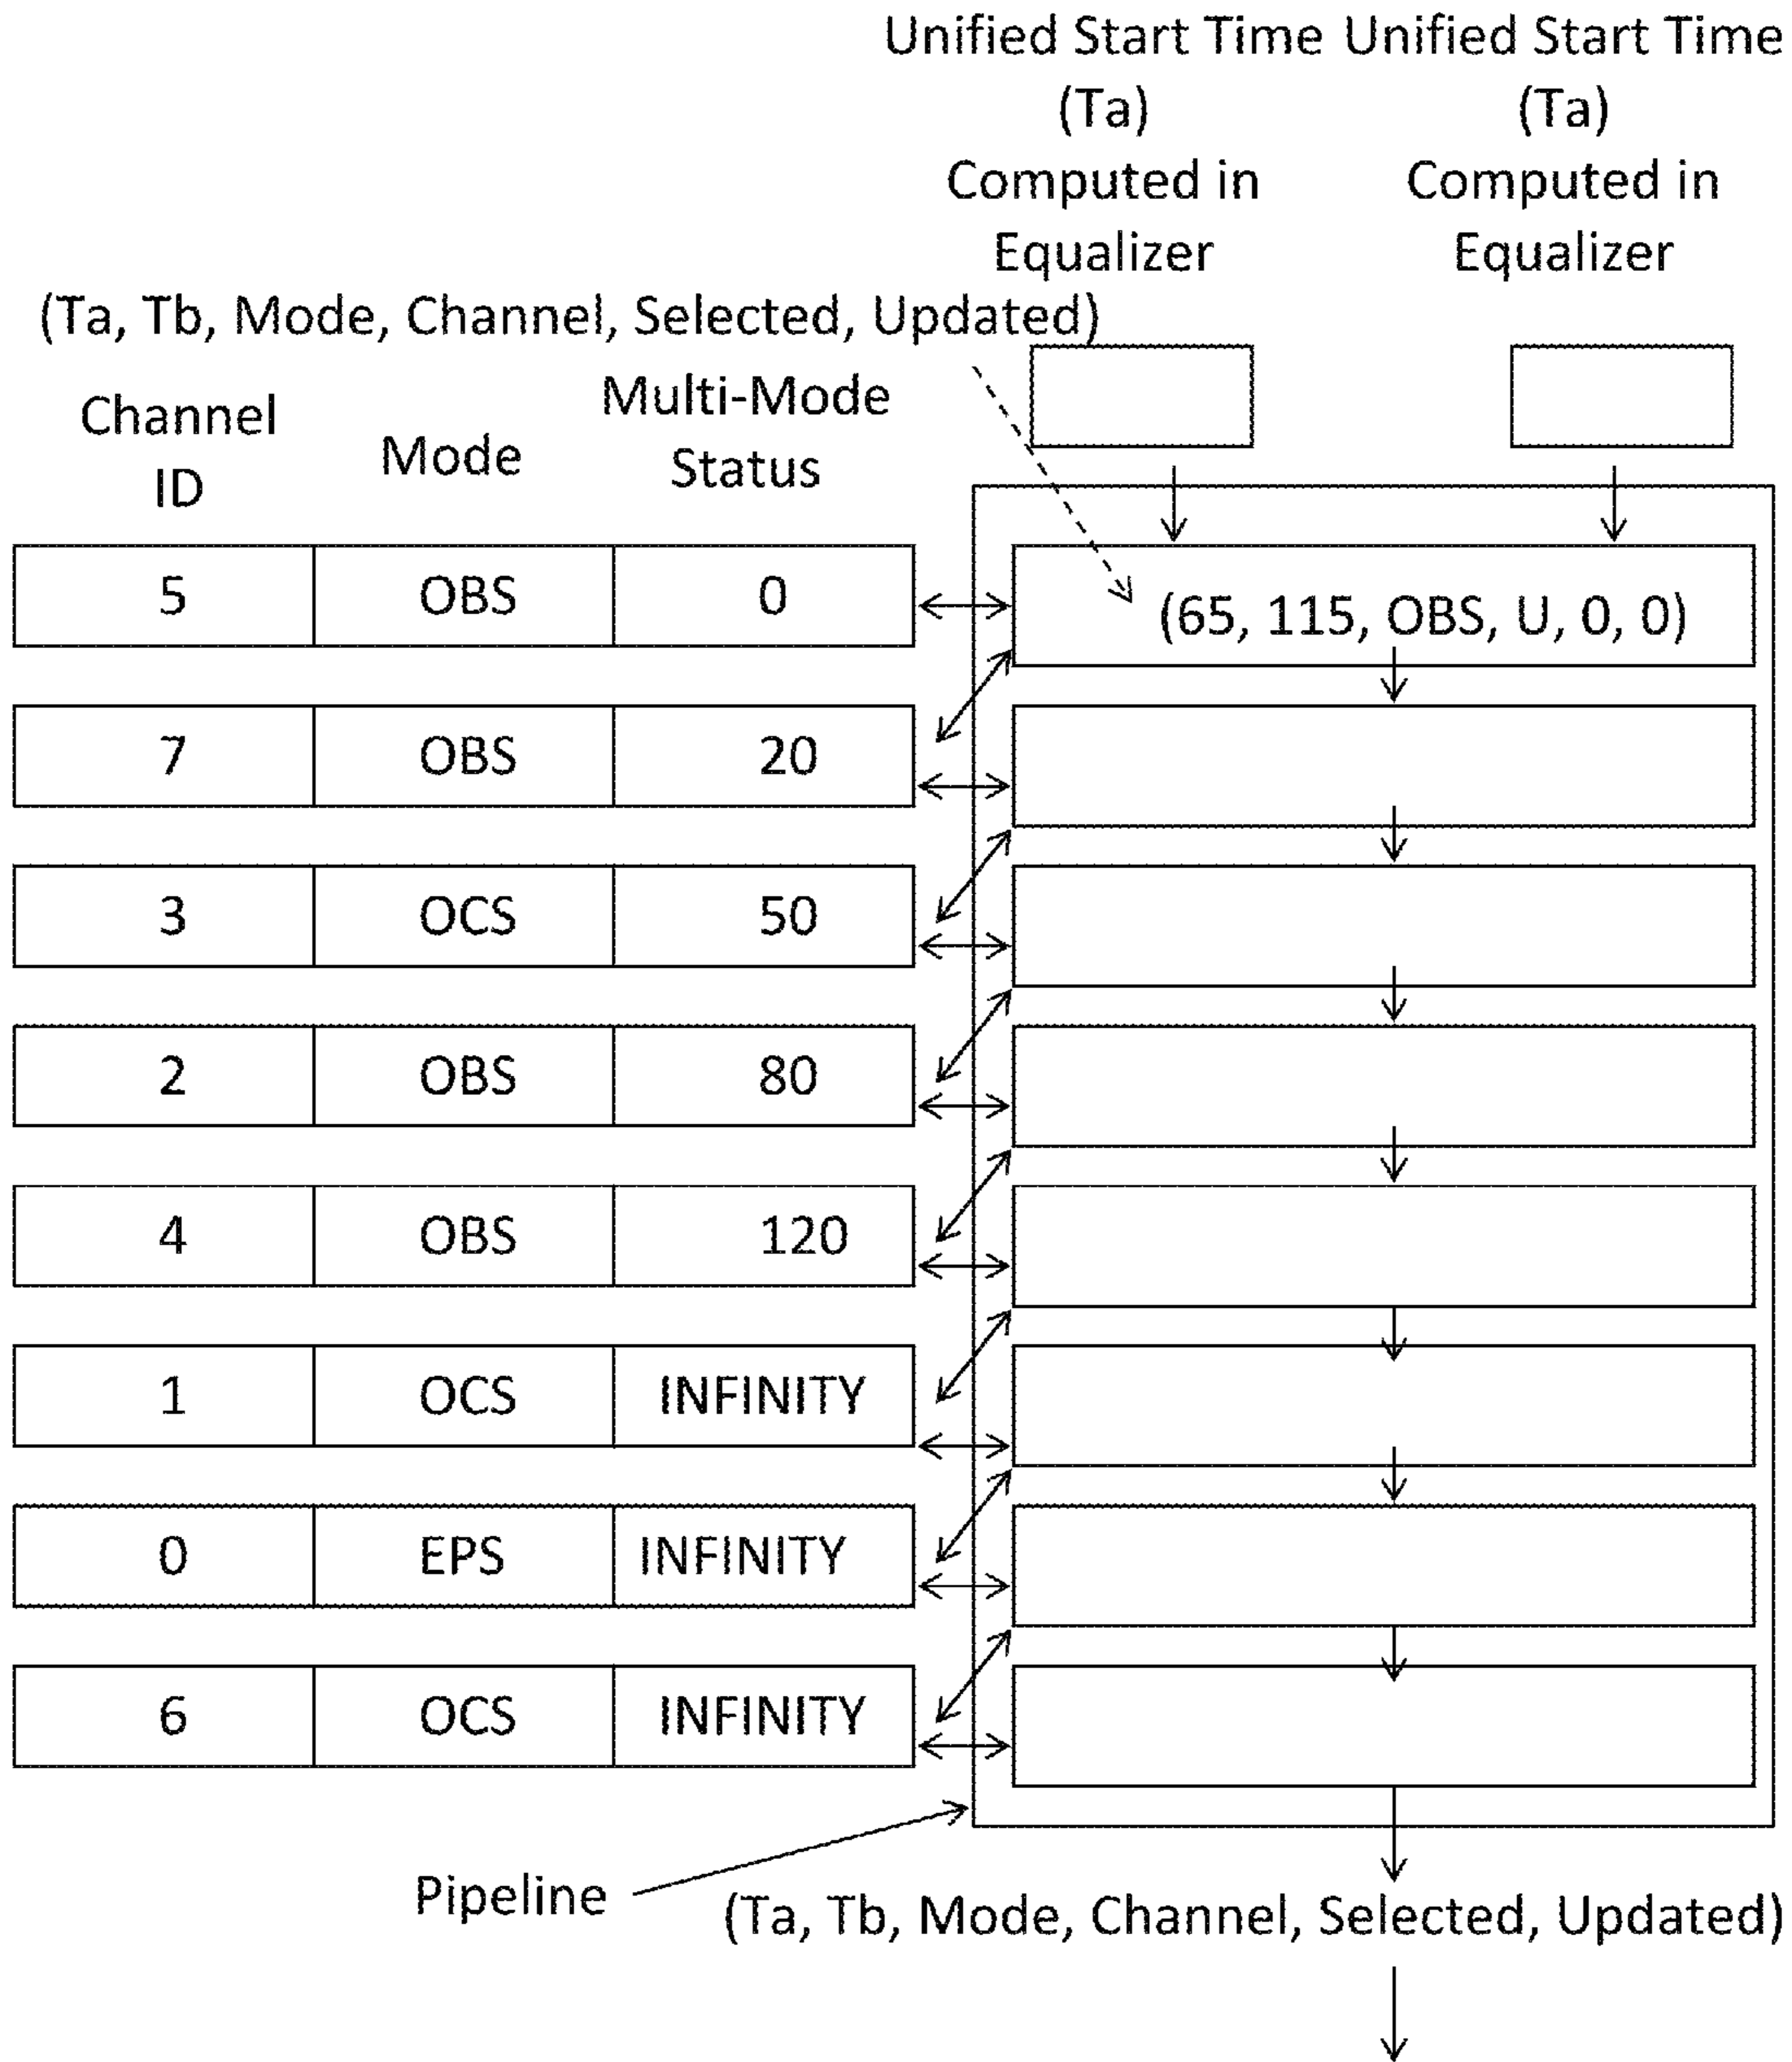 Unified Start Time Unified Start Time
(Ta) (Ta)
Computed in Computed in
Equalizer Equalizer
(Ta, Tb, Mode, Channel, Selected, Updated)
Channel ID
Mode
Multi-Mode
Status
5 OBS 0
(65, 115, OBS, U, 0, 0)
7 OBS 20
3 OCS 50
2 OBS 80
4 OBS 120
1 OCS INFINITY
0 EPS INFINITY
6 OCS INFINITY
Pipeline
(Ta, Tb, Mode, Channel, Selected, Updated)